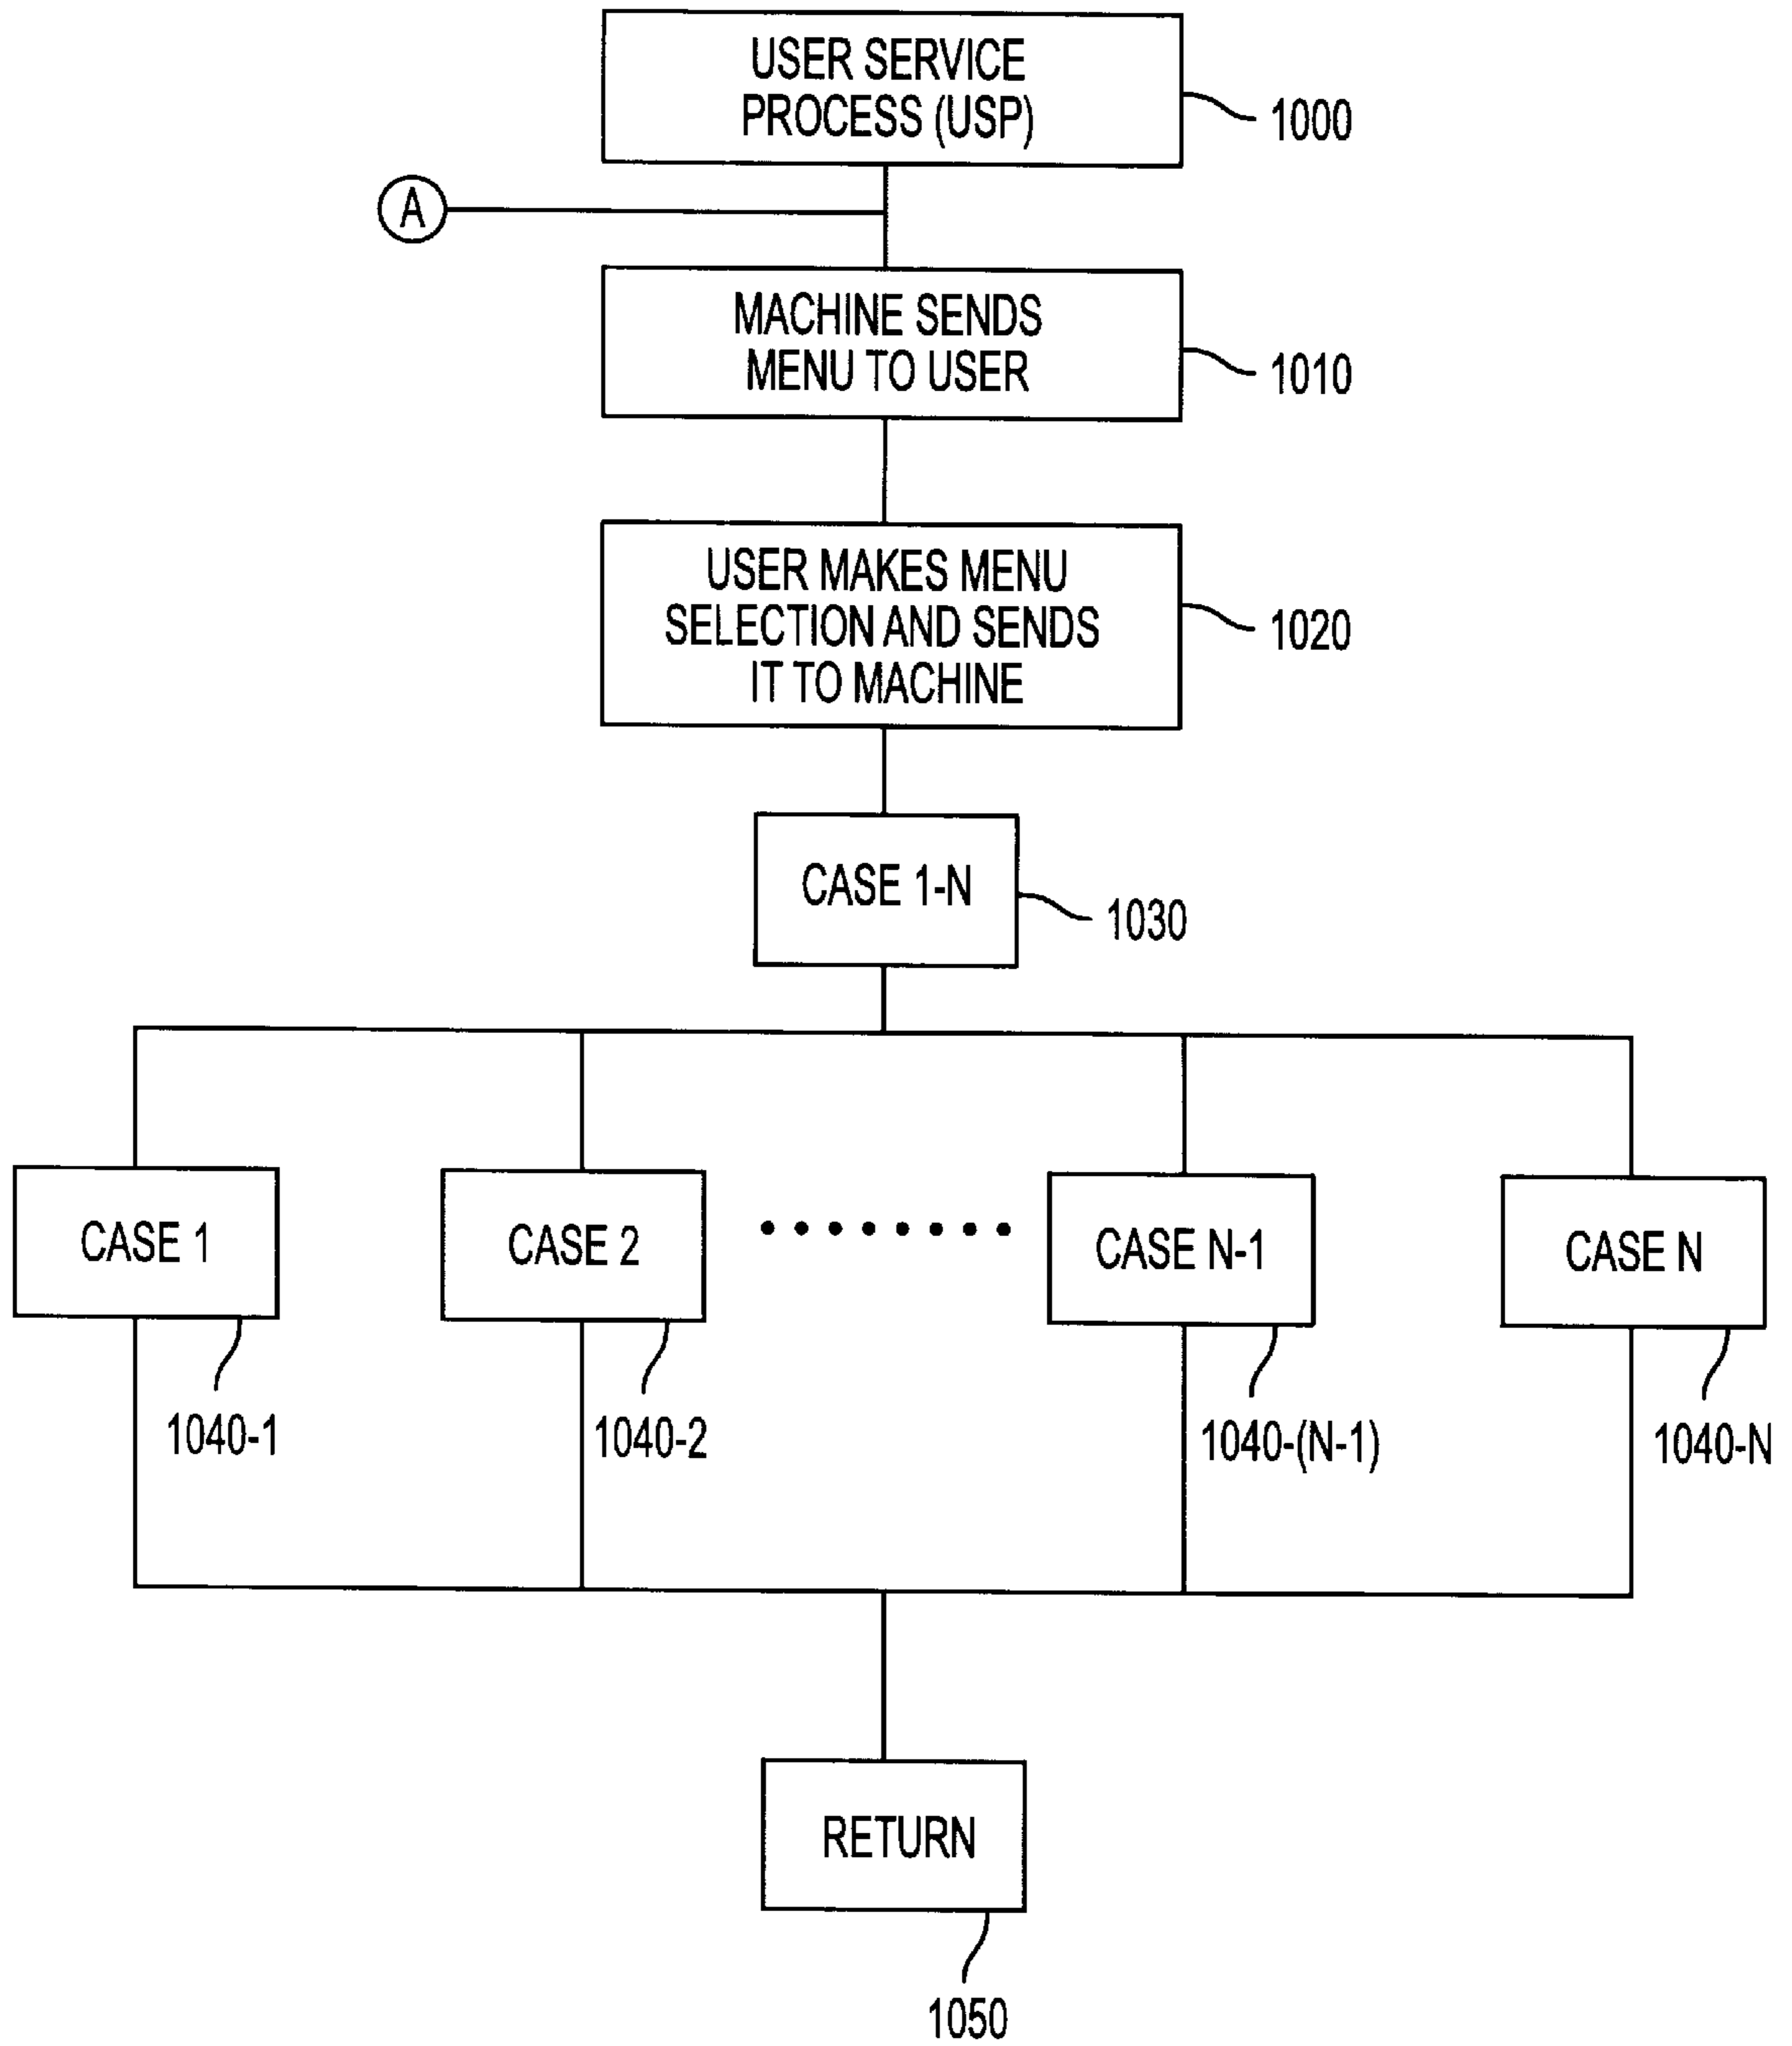 USER SERVICE
PROCESS (USP)
1000
A
MACHINE SENDS
MENU TO USER
1010
USER MAKES MENU
SELECTION AND SENDS
IT TO MACHINE
1020
CASE 1-N
1030
CASE 1
CASE 2
CASE N-1
CASE N
1040-1
1040-2
1040-(N-1)
1040-N
RETURN
1050